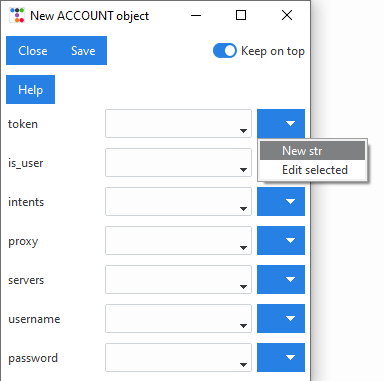 New ACCOUNT object
Close Save Keep on top
Help
token
New str
is_user
Edit selected
intents
proxy
servers
username
password